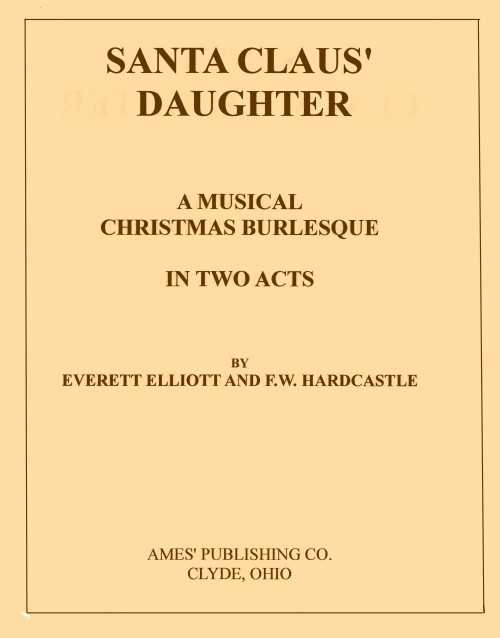 SANTA CLAUS'
DAUGHTER
A MUSICAL
CHRISTMAS BURLESQUE
IN TWO ACTS
BY
EVERETT ELLIOTT AND F.W. HARDCASTLE
AMES' PUBLISHING CO.
CLYDE, OHIO